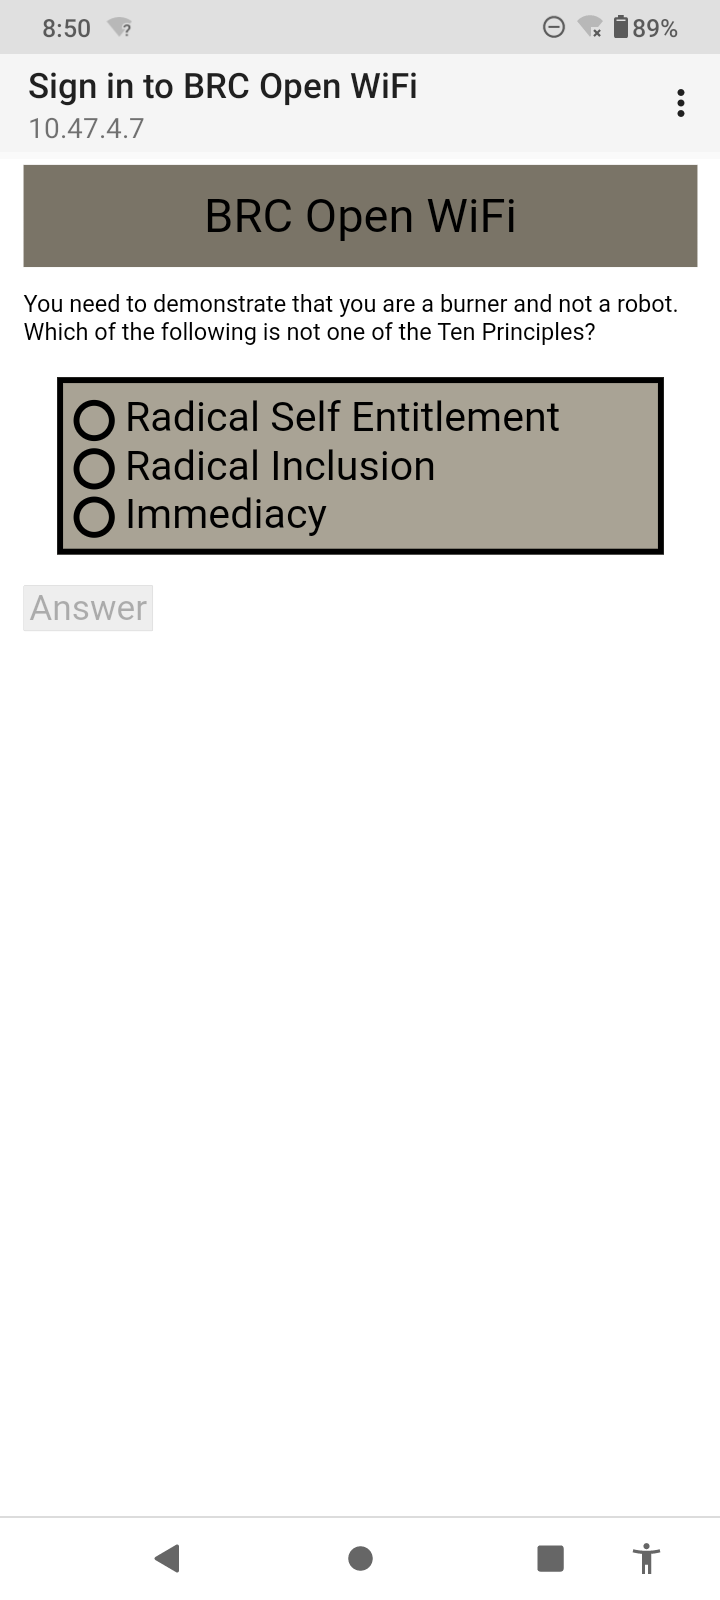 8:50
?
89%
Sign in to BRC Open WiFi
10.47.4.7
BRC Open WiFi
You need to demonstrate that you are a burner and not a robot.
Which of the following is not one of the Ten Principles?
Radical Self Entitlement
Radical Inclusion
Immediacy
Answer